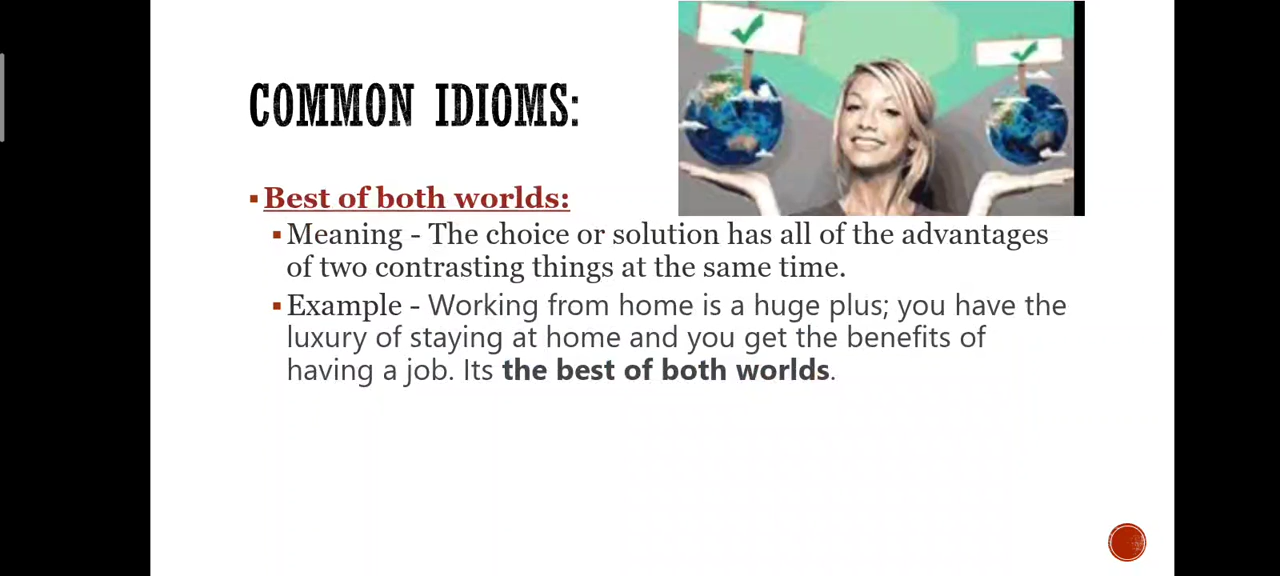 COMMON IDIOMS:
Best of both worlds:
Meaning - The choice or solution has all of the advantages
of two contrasting things at the same time.
Example - Working from home is a huge plus; you have the
luxury of staying at home and you get the benefits of
having a job. Its the best of both worlds.